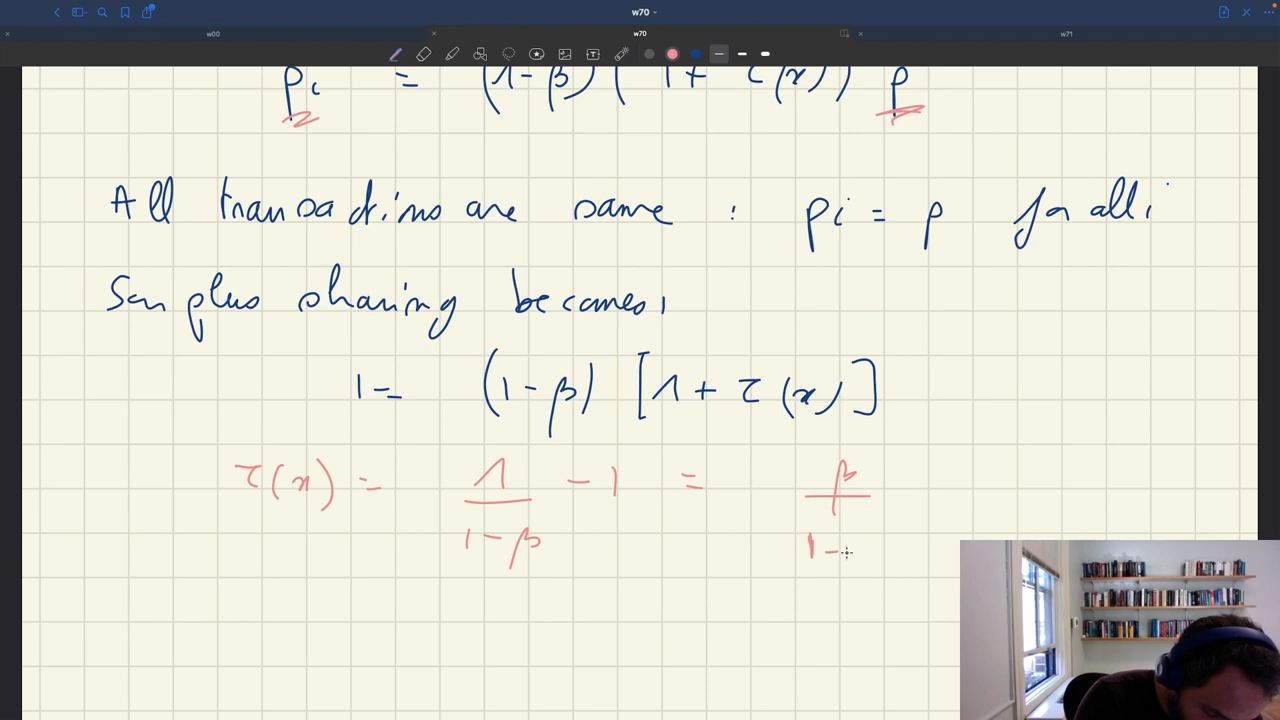 w70
w00
w70
w71
pi = (1-β) ( 1 + τ(x) ) p
All transactions are same : pi = p for all i
Surplus sharing becomes,
1 = (1-β) [1 + τ(x)]
τ(x) = 1/(1-β) - 1 = β/(1-